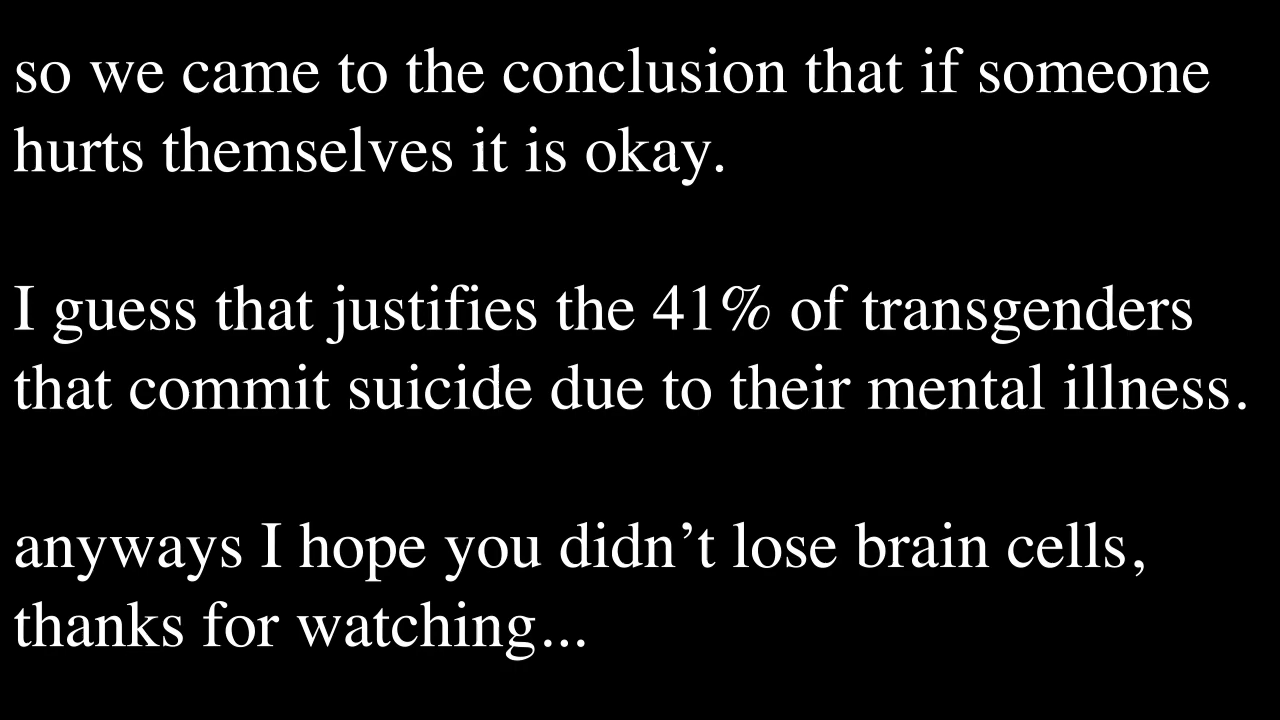 so we came to the conclusion that if someone
hurts themselves it is okay.
I guess that justifies the 41% of transgenders
that commit suicide due to their mental illness.
anyways I hope you didn’t lose brain cells,
thanks for watching...